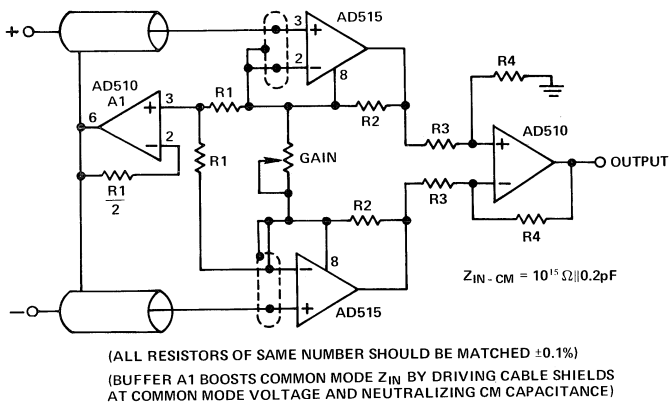 +
AD515
3
+
2
−
8
AD510
A1
6
+
3
2
R1
R1
R1
2
R2
R4
R3
AD510
+
−
OUTPUT
GAIN
R2
R3
R4
8
−
+
AD515
−
Z_IN-CM = 10¹⁵ Ω||0.2pF
(ALL RESISTORS OF SAME NUMBER SHOULD BE MATCHED ±0.1%)
(BUFFER A1 BOOSTS COMMON MODE Z_IN BY DRIVING CABLE SHIELDS
AT COMMON MODE VOLTAGE AND NEUTRALIZING CM CAPACITANCE)